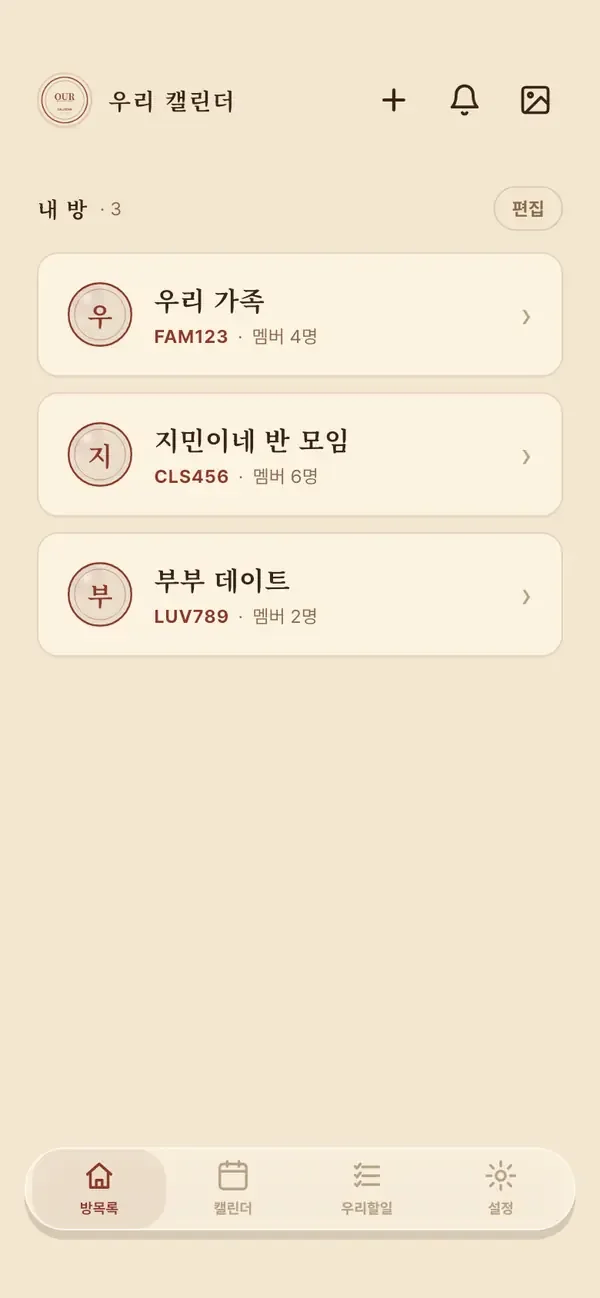 OUR
우리 캘린더
내 방 · 3
편집
우
우리 가족
FAM123 · 멤버 4명
지
지민이네 반 모임
CLS456 · 멤버 6명
부
부부 데이트
LUV789 · 멤버 2명
방목록
캘린더
우리할일
설정